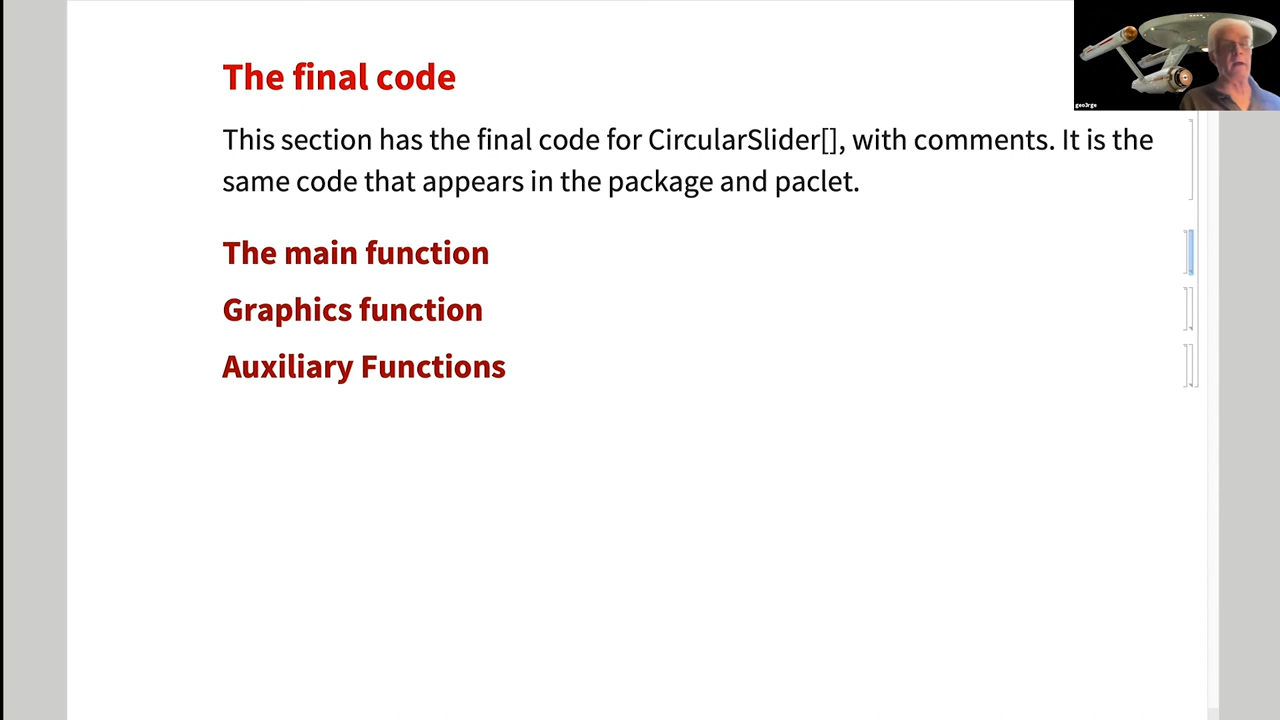 The final code
This section has the final code for CircularSlider[], with comments. It is the
same code that appears in the package and paclet.
The main function
Graphics function
Auxiliary Functions
geo3rge